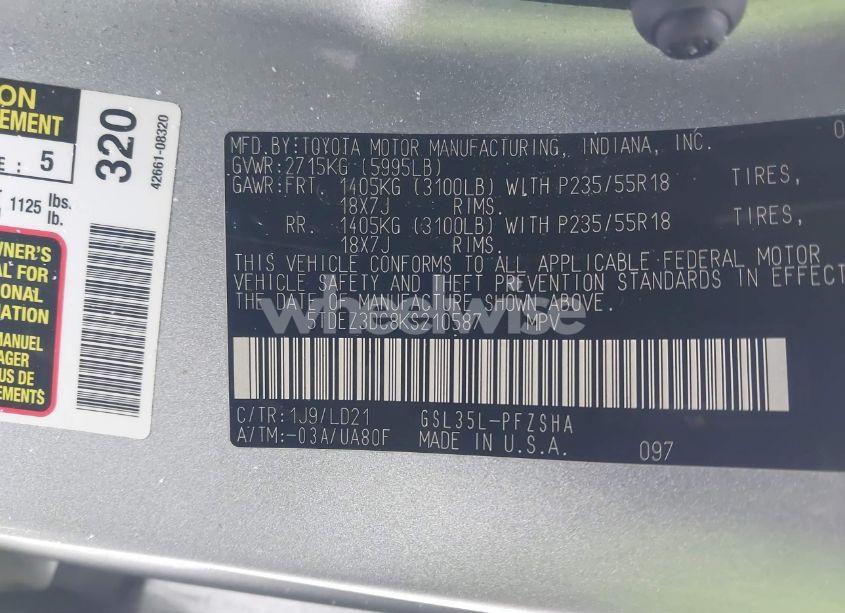 ON
EMENT
E : 5
1125 lbs.
lb.
320
42661-08320
WNER'S
AL FOR
ONAL
MATION
MANUEL
AGER
US DE
EMENTS
MFD.BY:TOYOTA MOTOR MANUFACTURING, INDIANA, INC.
GVWR:2715KG (5995LB)
GAWR:FRT. 1405KG (3100LB) WITH P235/55R18 TIRES,
18X7J RIMS.
RR. 1405KG (3100LB) WITH P235/55R18 TIRES,
18X7J RIMS.
THIS VEHICLE CONFORMS TO ALL APPLICABLE FEDERAL MOTOR
VEHICLE SAFETY AND THEFT PREVENTION STANDARDS IN EFFECT
THE DATE OF MANUFACTURE SHOWN ABOVE.
5TDEZ3DC8KS210587 MPV
wheelwise
C/TR:1J9/LD21 GSL35L-PFZSHA
A/TM:-03A/UA80F MADE IN U.S.A. 097